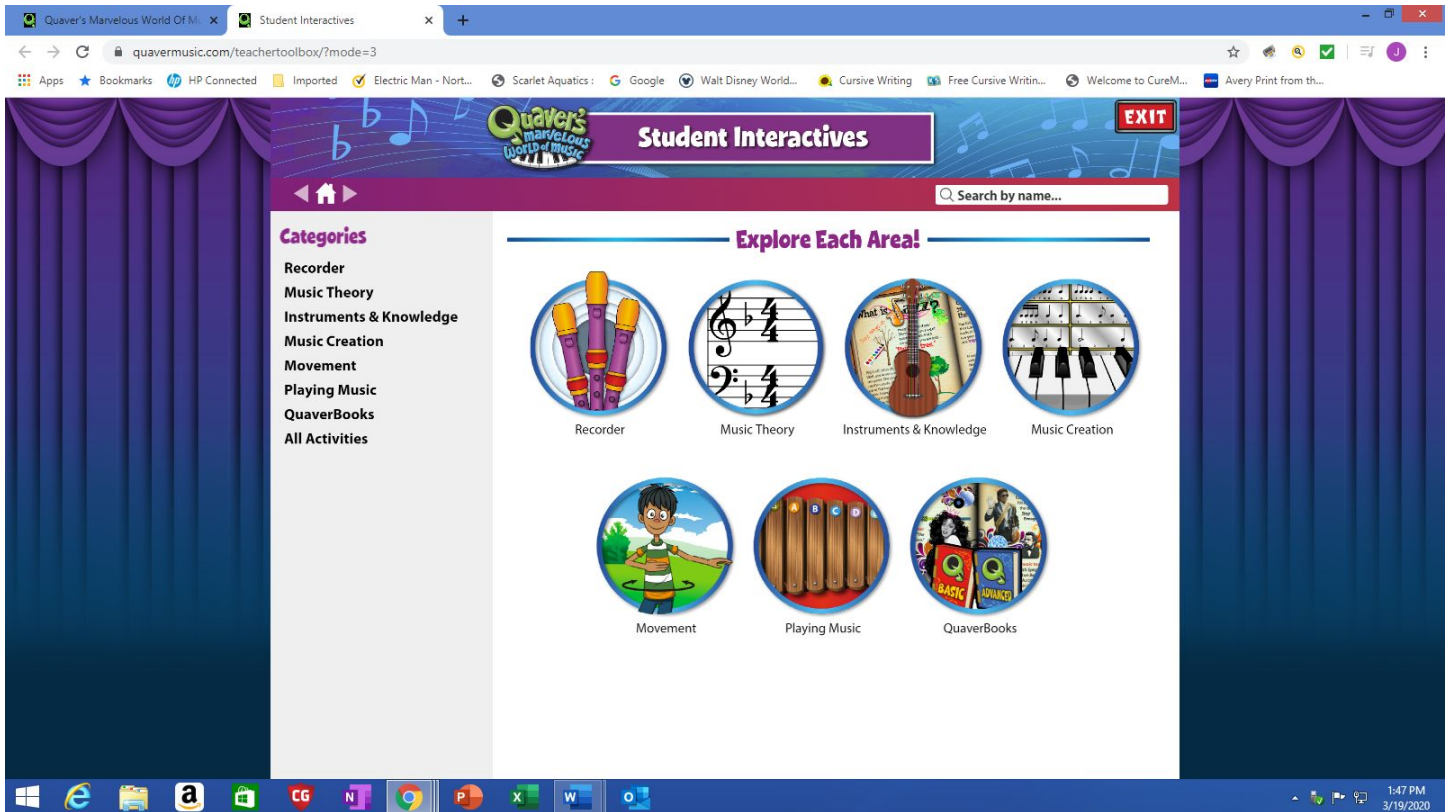 Quaver's Marvelous World Of M
Student Interactives
quavermusic.com/teachertoolbox/?mode=3
J
Apps Bookmarks HP Connected Imported Electric Man - Nort... Scarlet Aquatics : Google Walt Disney World... Cursive Writing Free Cursive Writin... Welcome to CureM... Avery Print from th...
Quaver's
marvelous
World of Music
Student Interactives
EXIT
Search by name...
Categories
Recorder
Music Theory
Instruments & Knowledge
Music Creation
Movement
Playing Music
QuaverBooks
All Activities
Explore Each Area!
What is Jazz?
Recorder
Music Theory
Instruments & Knowledge
Music Creation
A B C D
Q BASIC
Q ADVANCED
Movement
Playing Music
QuaverBooks
1:47 PM
3/19/2020